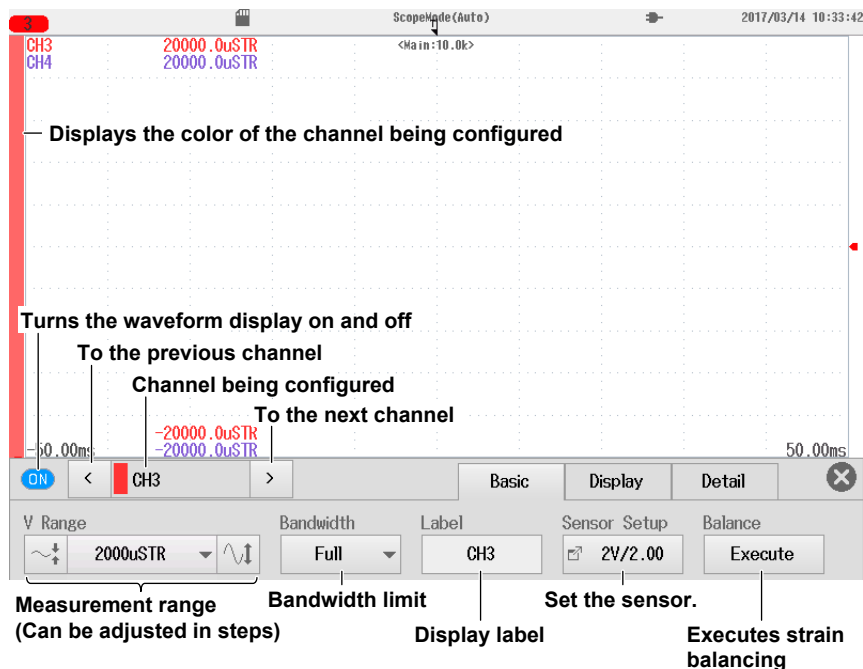 3
ScopeMode(Auto)
2017/03/14 10:33:42
CH3 20000.0uSTR
<Main:10.0k>
CH4 20000.0uSTR
Displays the color of the channel being configured
Turns the waveform display on and off
To the previous channel
Channel being configured
To the next channel
-20000.0uSTR
-50.00ms -20000.0uSTR 50.00ms
ON < CH3 > Basic Display Detail
V Range Bandwidth Label Sensor Setup Balance
2000uSTR Full CH3 2V/2.00 Execute
Measurement range
(Can be adjusted in steps)
Bandwidth limit
Display label
Set the sensor.
Executes strain
balancing